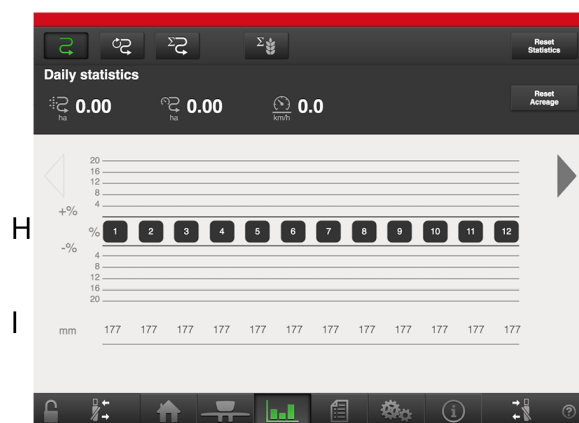 Σ Σ Reset Statistics
Daily statistics
ha 0.00 ha 0.00 km/h 0.0 Reset Acreage
20
16
12
8
4
+%
H % 1 2 3 4 5 6 7 8 9 10 11 12
-%
4
8
12
16
20
I mm 177 177 177 177 177 177 177 177 177 177 177 177
i ?